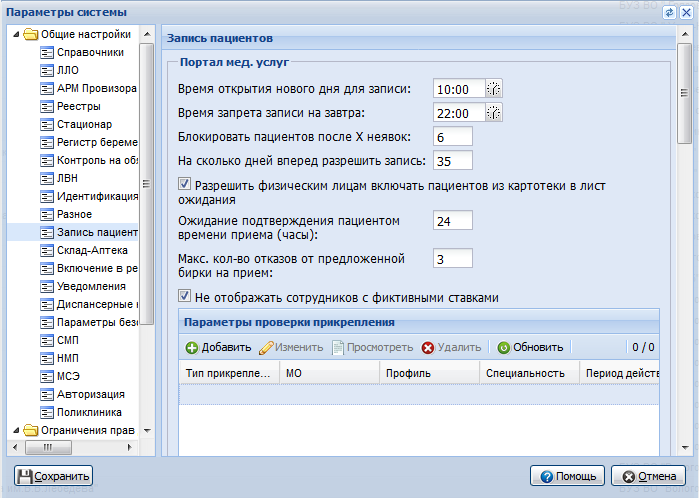 Параметры системы
Общие настройки
Справочники
ЛЛО
АРМ Провизора
Реестры
Стационар
Регистр береме
Контроль на обя
ЛВН
Идентификация
Разное
Запись пациент
Склад-Аптека
Включение в ре
Уведомления
Диспансерные н
Параметры безо
СМП
НМП
МСЭ
Авторизация
Поликлиника
Ограничения прав
Запись пациентов
Портал мед. услуг
Время открытия нового дня для записи: 10:00
Время запрета записи на завтра: 22:00
Блокировать пациентов после X неявок: 6
На сколько дней вперед разрешить запись: 35
Разрешить физическим лицам включать пациентов из картотеки в лист
ожидания
Ожидание подтверждения пациентом
времени приема (часы): 24
Макс. кол-во отказов от предложенной
бирки на прием: 3
Не отображать сотрудников с фиктивными ставками
Параметры проверки прикрепления
Добавить Изменить Просмотреть Удалить Обновить 0 / 0
Тип прикрепле... МО Профиль Специальность Период действ
Сохранить Помощь Отмена